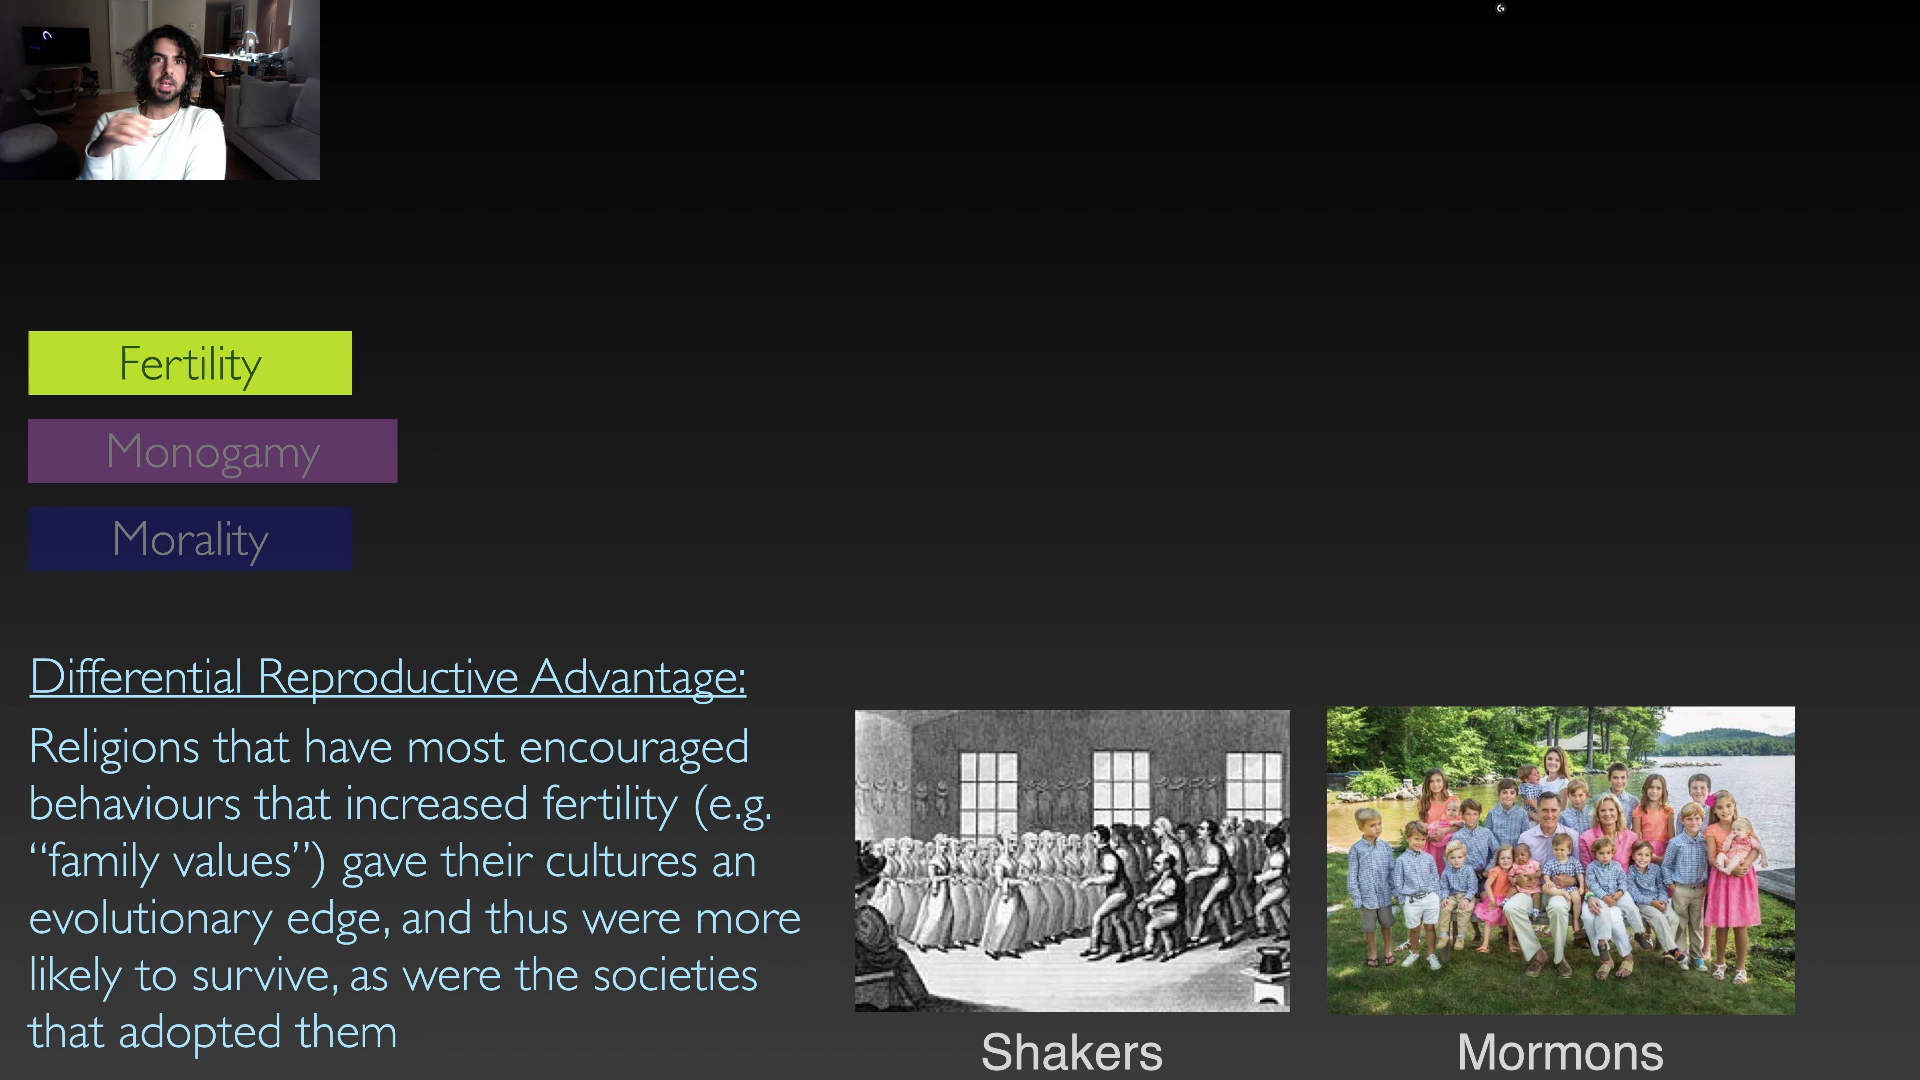 Fertility
Monogamy
Morality
Differential Reproductive Advantage:
Religions that have most encouraged
behaviours that increased fertility (e.g.
“family values”) gave their cultures an
evolutionary edge, and thus were more
likely to survive, as were the societies
that adopted them
Shakers
Mormons